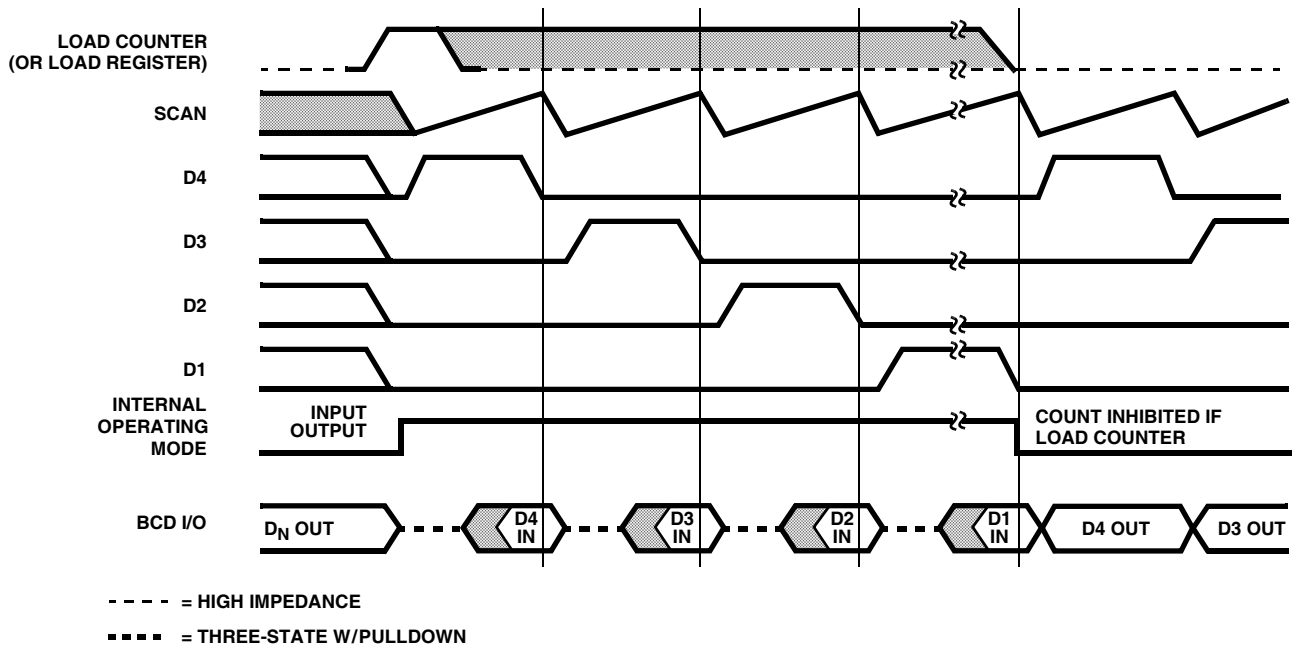 LOAD COUNTER
(OR LOAD REGISTER)
SCAN
D4
D3
D2
D1
INTERNAL
OPERATING
MODE
INPUT
OUTPUT
COUNT INHIBITED IF
LOAD COUNTER
BCD I/O
DN OUT
D4
IN
D3
IN
D2
IN
D1
IN
D4 OUT
D3 OUT
= HIGH IMPEDANCE
= THREE-STATE W/PULLDOWN